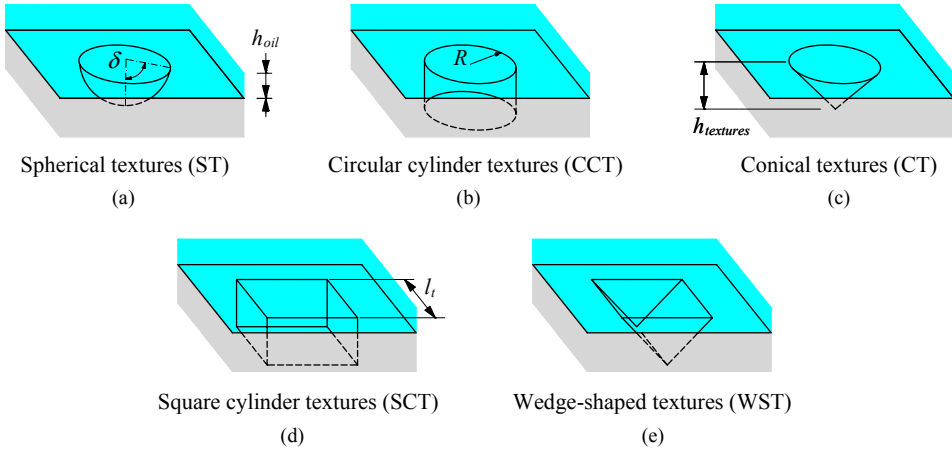 δ
h_oil
R
h_textures
Spherical textures (ST)
Circular cylinder textures (CCT)
Conical textures (CT)
(a)
(b)
(c)
l_t
Square cylinder textures (SCT)
Wedge-shaped textures (WST)
(d)
(e)